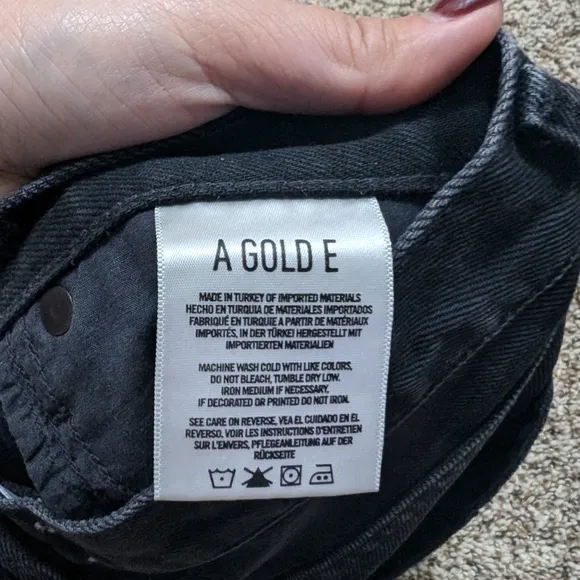 A GOLD E
MADE IN TURKEY OF IMPORTED MATERIALS
HECHO EN TURQUIA DE MATERIALES IMPORTADOS
FABRIQUÉ EN TURQUIE A PARTIR DE MATÉRIAUX
IMPORTÉS, IN DER TÜRKEI HERGESTELLT MIT
IMPORTIERTEN MATERIALIEN
MACHINE WASH COLD WITH LIKE COLORS,
DO NOT BLEACH, TUMBLE DRY LOW.
IRON MEDIUM IF NECESSARY,
IF DECORATED OR PRINTED DO NOT IRON.
SEE CARE ON REVERSE, VEA EL CUIDADO EN EL
REVERSO, VOIR LES INSTRUCTIONS D'ENTRETIEN
SUR L'ENVERS, PFLEGEANLEITUNG AUF DER
RÜCKSEITE